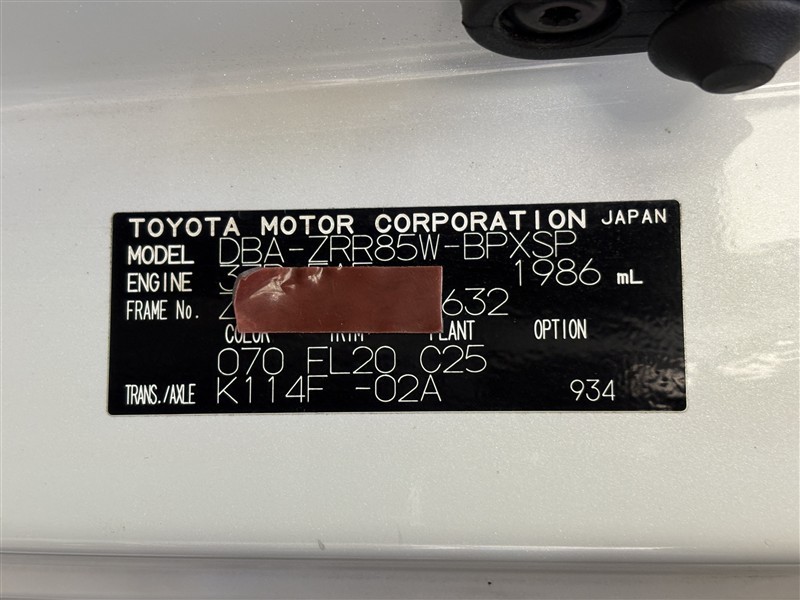 TOYOTA MOTOR CORPORATION JAPAN
MODEL DBA-ZRR85W-BPXSP
ENGINE 1986 mL
FRAME No. 632
COLOR TRIM PLANT OPTION
070 FL20 C25
TRANS./AXLE K114F -02A 934